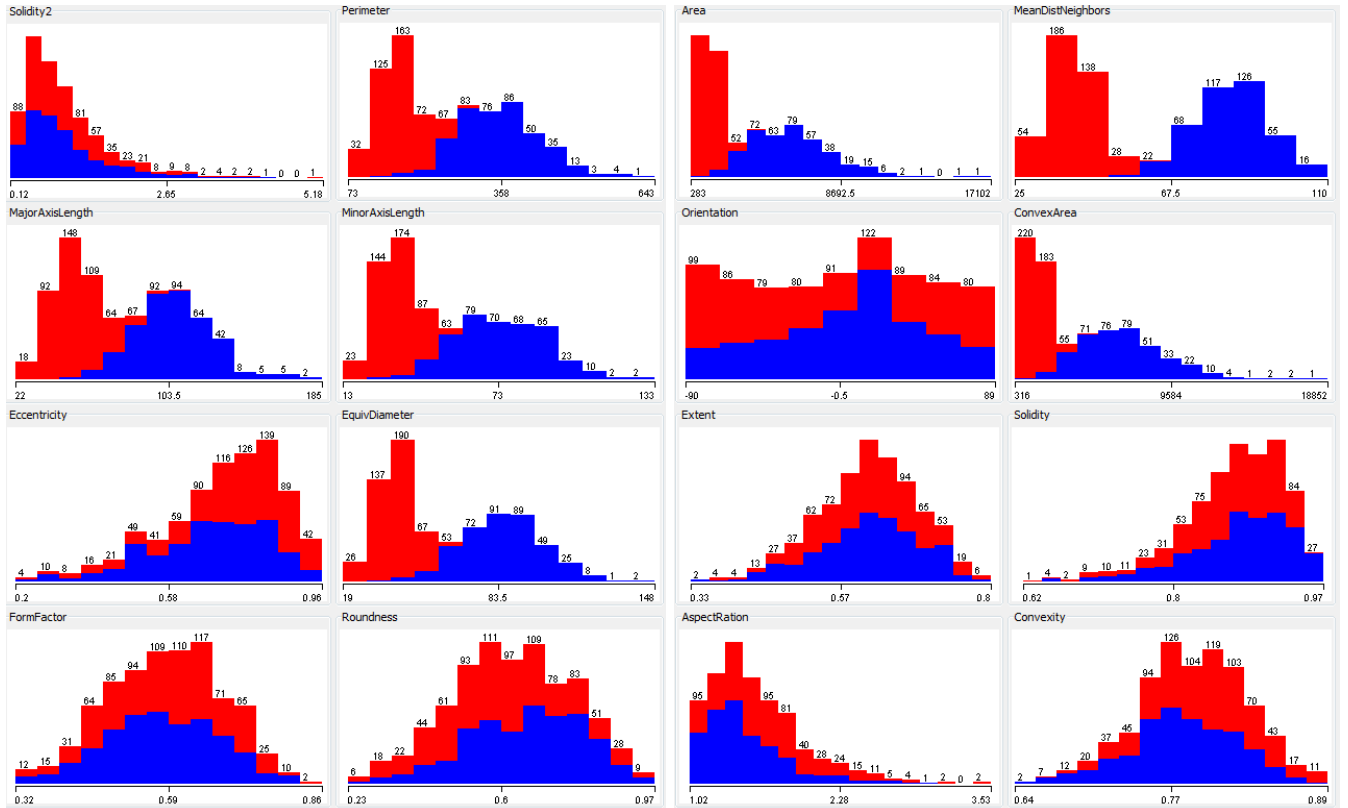 Solidity2 Perimeter Area MeanDistNeighbors
88 81 57 35 23 21 8 9 8 2 4 2 2 1 0 0 1
0.12 2.65 5.18
32 125 163 72 67 83 76 86 50 35 13 3 4 1
73 358 643
52 72 63 79 57 38 19 15 6 2 1 0 1 1
283 8692.5 17102
54 186 138 28 22 68 117 126 55 16
25 67.5 110
MajorAxisLength MinorAxisLength Orientation ConvexArea
18 92 148 109 64 67 92 94 64 42 8 5 5 2
22 103.5 185
23 144 174 87 63 79 70 68 65 23 10 2 2
13 73 133
99 86 79 80 91 122 89 84 80
-90 -0.5 89
220 183 55 71 76 79 51 33 22 10 4 1 2 2 1
316 9584 18852
Eccentricity EquivDiameter Extent Solidity
4 10 8 16 21 49 41 59 90 116 126 139 89 42
0.2 0.58 0.96
26 137 190 67 53 72 91 89 49 25 8 1 2
19 83.5 148
2 4 4 13 27 37 62 72 94 65 53 19 6
0.33 0.57 0.8
1 4 2 9 10 11 23 31 53 75 84 27
0.62 0.8 0.97
FormFactor Roundness AspectRation Convexity
12 15 31 64 85 94 109 110 117 71 65 25 10 2
0.32 0.59 0.86
6 18 22 44 61 93 111 97 109 78 83 51 28 9
0.23 0.6 0.97
95 95 81 40 28 24 15 11 5 4 1 2 0 2
1.02 2.28 3.53
2 7 12 20 37 45 94 126 104 119 103 70 43 17 11
0.64 0.77 0.89